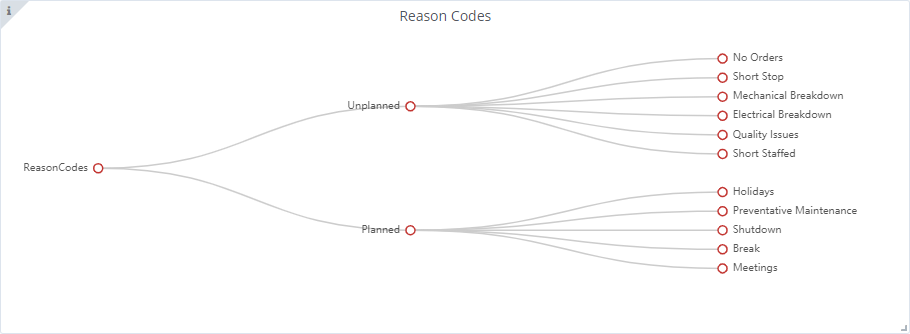 Reason Codes
No Orders
Short Stop
Mechanical Breakdown
Unplanned
Electrical Breakdown
Quality Issues
Short Staffed
ReasonCodes
Holidays
Preventative Maintenance
Planned
Shutdown
Break
Meetings